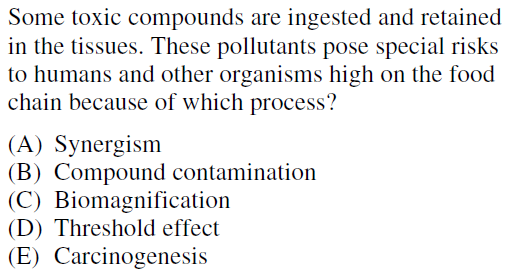 Some toxic compounds are ingested and retained
in the tissues. These pollutants pose special risks
to humans and other organisms high on the food
chain because of which process?
(A) Synergism
(B) Compound contamination
(C) Biomagnification
(D) Threshold effect
(E) Carcinogenesis